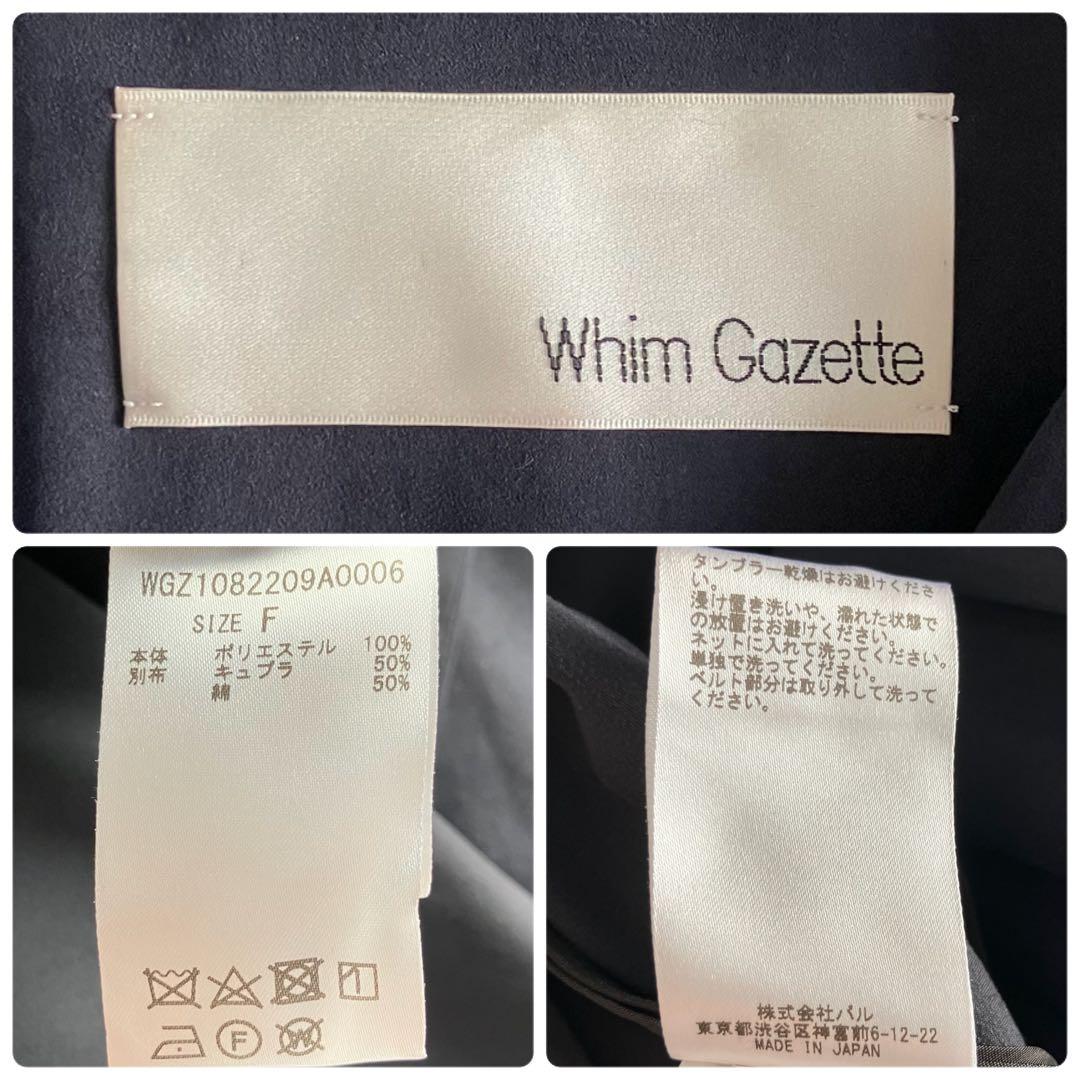 Whim Gazette
WGZ1082209A0006
SIZE F
本体 ポリエステル 100%
別布 キュプラ 50%
綿 50%
P
W
タンブラー乾燥はお避けくださ
い。
浸け置き洗いや、濡れた状態で
の放置はお避けください。
ネットに入れて洗ってください。
単独で洗ってください。
ベルト部分は取り外して洗って
ください。
株式会社パル
東京都渋谷区神宮前6-12-22
MADE IN JAPAN